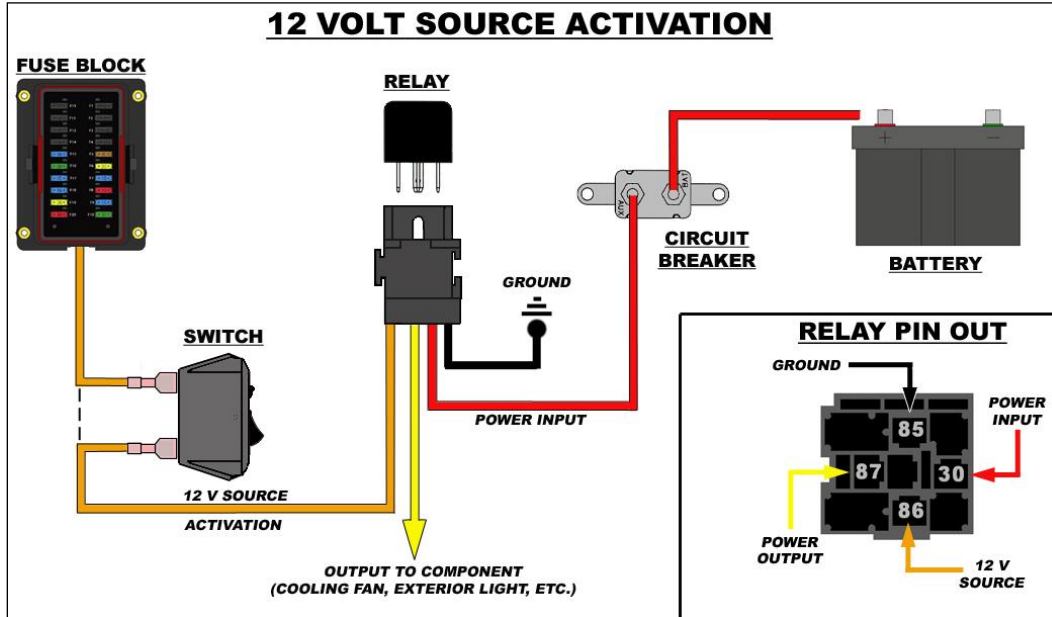 12 VOLT SOURCE ACTIVATION
FUSE BLOCK
RELAY
CIRCUIT
BREAKER
BATTERY
BAT
AUX
+
−
GROUND
SWITCH
POWER INPUT
12 V SOURCE
ACTIVATION
OUTPUT TO COMPONENT
(COOLING FAN, EXTERIOR LIGHT, ETC.)
RELAY PIN OUT
GROUND
POWER
INPUT
85
87
30
86
POWER
OUTPUT
12 V
SOURCE